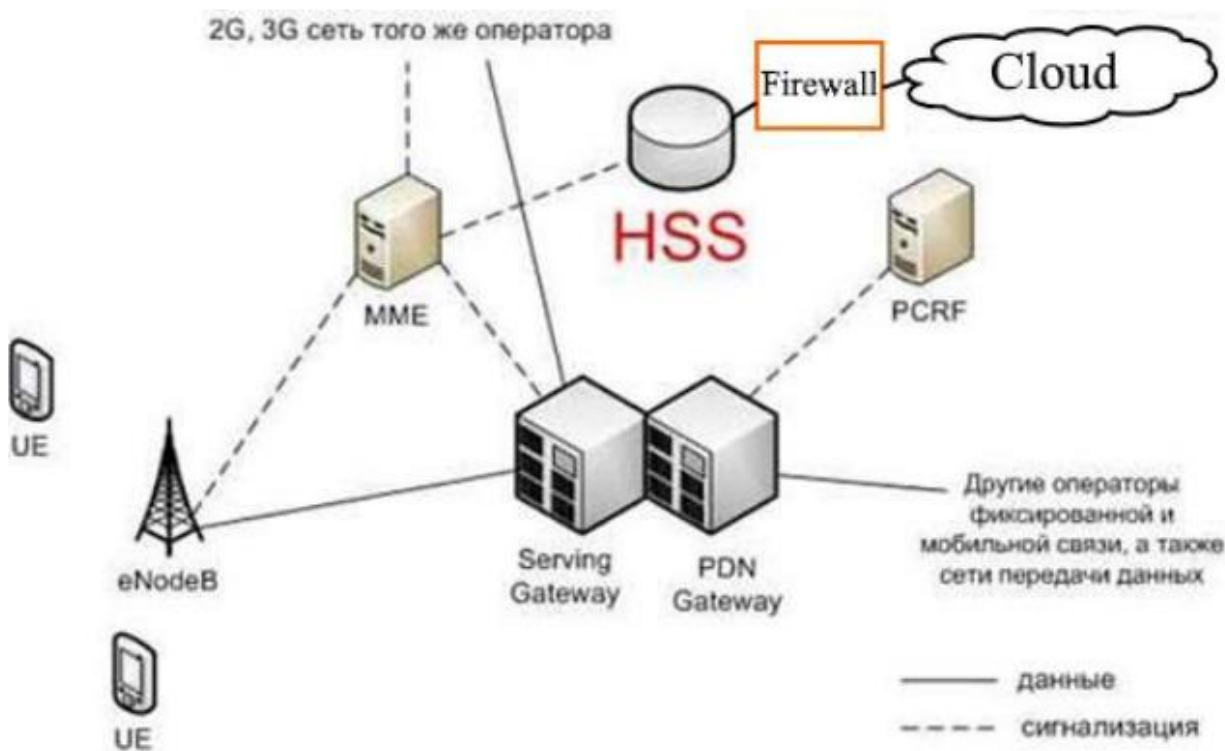 2G, 3G сеть того же оператора
Firewall
Cloud
HSS
MME
PCRF
UE
eNodeB
Serving
Gateway
PDN
Gateway
Другие операторы
фиксированной и
мобильной связи, а также
сети передачи данных
UE
данные
сигнализация